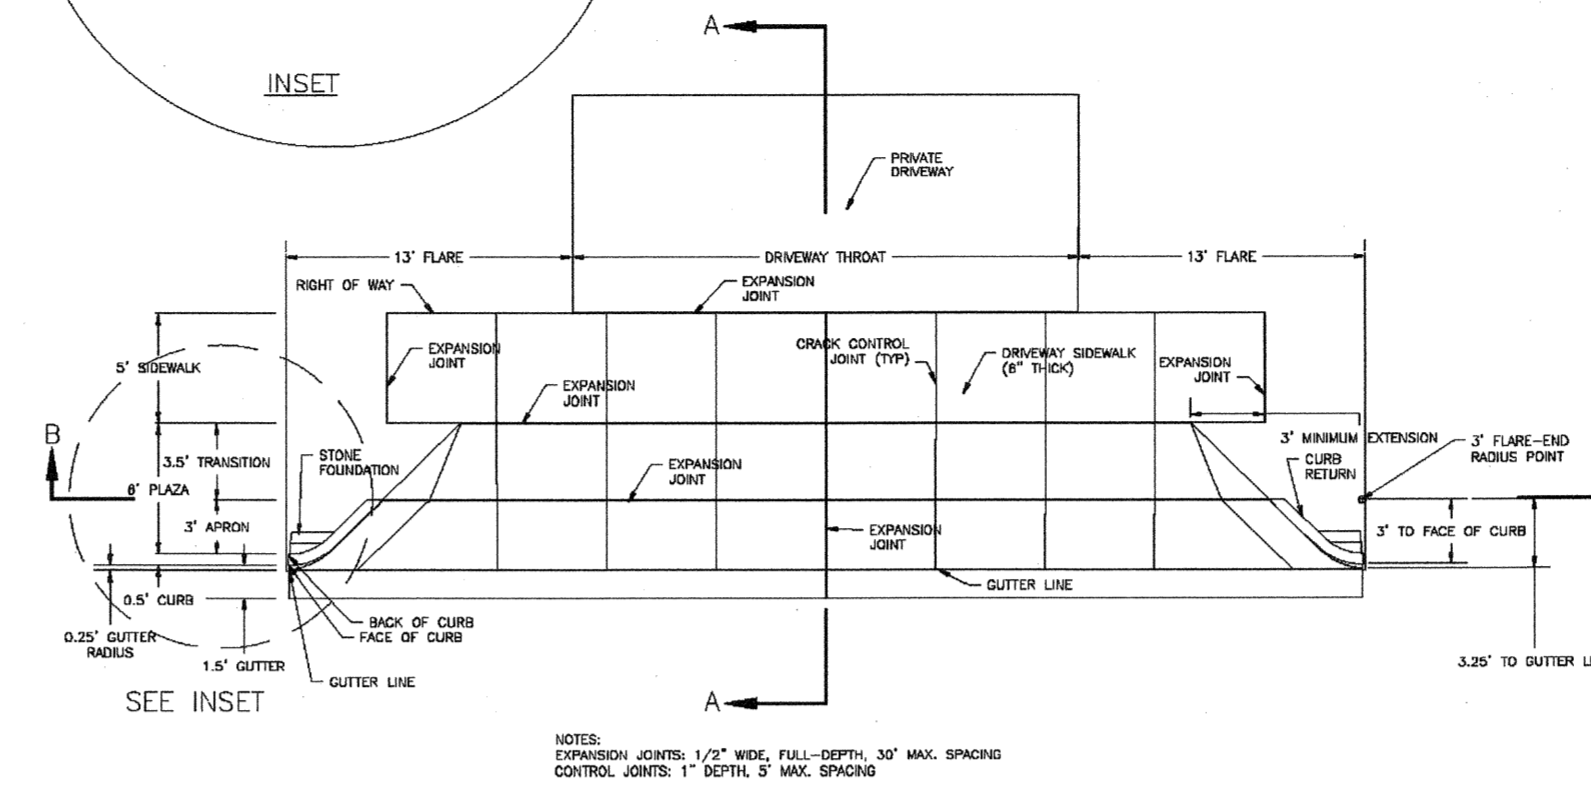 INSET
A
PRIVATE
DRIVEWAY
13' FLARE
DRIVEWAY THROAT
13' FLARE
RIGHT OF WAY
EXPANSION
JOINT
5' SIDEWALK
EXPANSION
JOINT
EXPANSION
JOINT
CRACK CONTROL
JOINT (TYP)
DRIVEWAY SIDEWALK
(6" THICK)
EXPANSION
JOINT
B
3.5' TRANSITION
6' PLAZA
3' APRON
STONE
FOUNDATION
EXPANSION
JOINT
3' MINIMUM EXTENSION
CURB
RETURN
3' FLARE-END
RADIUS POINT
EXPANSION
JOINT
3' TO FACE OF CURB
GUTTER LINE
0.5' CURB
0.25' GUTTER
RADIUS
1.5' GUTTER
BACK OF CURB
FACE OF CURB
GUTTER LINE
3.25' TO GUTTER
SEE INSET
A
NOTES:
EXPANSION JOINTS: 1/2" WIDE, FULL-DEPTH, 30' MAX. SPACING
CONTROL JOINTS: 1" DEPTH, 5' MAX. SPACING